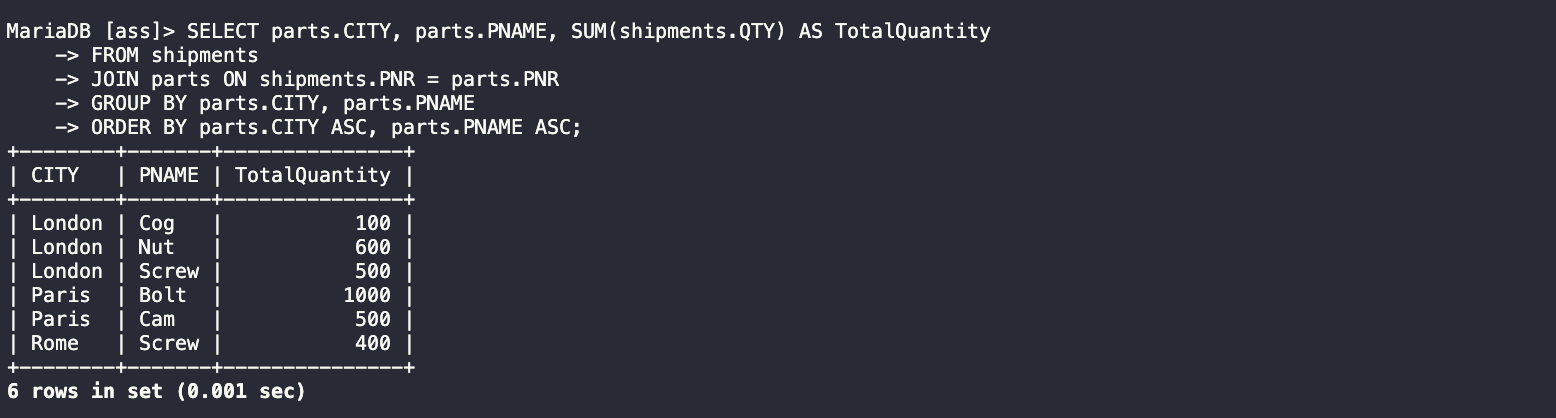 MariaDB [ass]> SELECT parts.CITY, parts.PNAME, SUM(shipments.QTY) AS TotalQuantity
    -> FROM shipments
    -> JOIN parts ON shipments.PNR = parts.PNR
    -> GROUP BY parts.CITY, parts.PNAME
    -> ORDER BY parts.CITY ASC, parts.PNAME ASC;
+--------+-------+---------------+
| CITY   | PNAME | TotalQuantity |
+--------+-------+---------------+
| London | Cog   |           100 |
| London | Nut   |           600 |
| London | Screw |           500 |
| Paris  | Bolt  |          1000 |
| Paris  | Cam   |           500 |
| Rome   | Screw |           400 |
+--------+-------+---------------+
6 rows in set (0.001 sec)